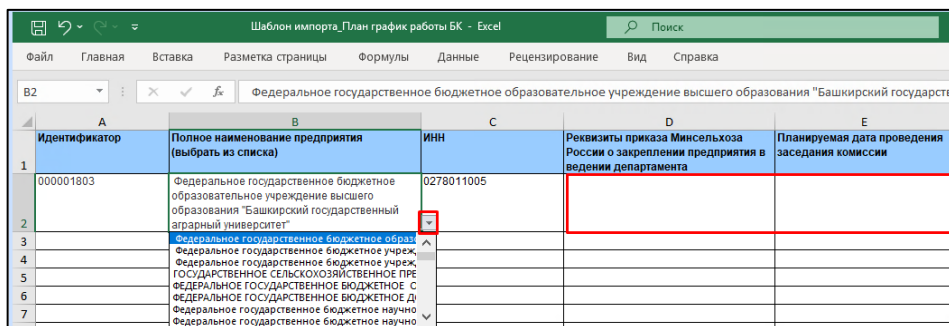 Шаблон импорта_План график работы БК - Excel
Поиск
Файл Главная Вставка Разметка страницы Формулы Данные Рецензирование Вид Справка
B2 fx Федеральное государственное бюджетное образовательное учреждение высшего образования "Башкирский государств
A B C D E
1 Идентификатор
Полное наименование предприятия
(выбрать из списка)
ИНН
Реквизиты приказа Минсельхоза
России о закреплении предприятия в
ведении департамента
Планируемая дата проведения
заседания комиссии
2 000001803
Федеральное государственное бюджетное
образовательное учреждение высшего
образования "Башкирский государственный
аграрный университет"
0278011005
3
4
5
6
7
Федеральное государственное бюджетное образо
Федеральное государственное бюджетное учреж
Федеральное государственное бюджетное учреж
ГОСУДАРСТВЕННОЕ СЕЛЬСКОХОЗЯЙСТВЕННОЕ ПРЕ
ФЕДЕРАЛЬНОЕ ГОСУДАРСТВЕННОЕ БЮДЖЕТНОЕ О
ФЕДЕРАЛЬНОЕ ГОСУДАРСТВЕННОЕ БЮДЖЕТНОЕ ДО
Федеральное государственное бюджетное научно
Федеральное государственное бюджетное научно